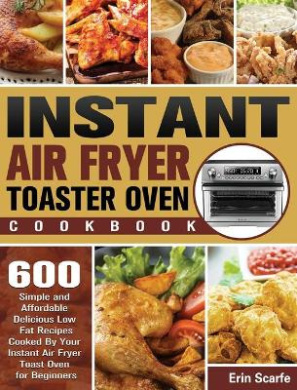 INSTANT
AIR FRYER
TOASTER OVEN
COOKBOOK
600
Simple and
Affordable
Delicious Low
Fat Recipes
Cooked By Your
Instant Air Fryer
Toast Oven
for Beginners
Erin Scarfe